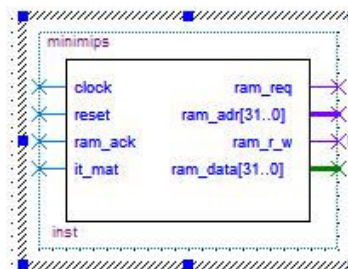 minimips
clock ram_req
reset ram_adr[31..0]
ram_ack ram_r_w
it_mat ram_data[31..0]
inst